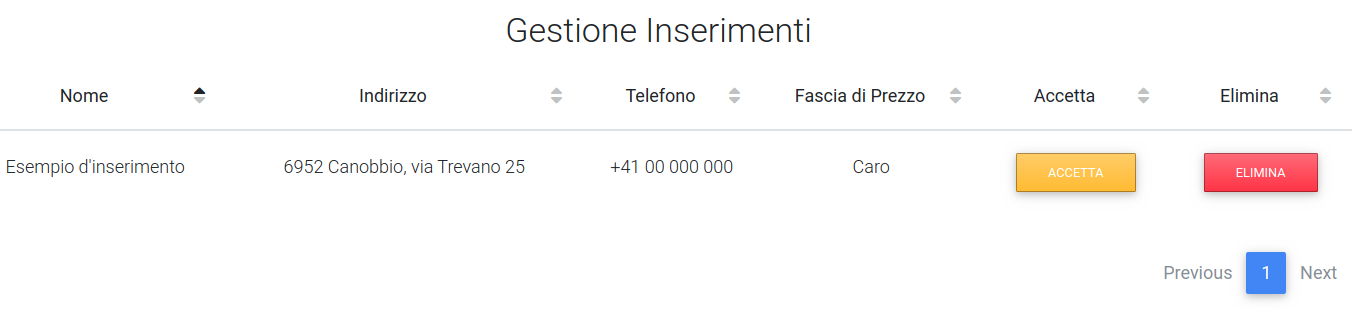 Gestione Inserimenti
Nome Indirizzo Telefono Fascia di Prezzo Accetta Elimina
Esempio d'inserimento 6952 Canobbio, via Trevano 25 +41 00 000 000 Caro ACCETTA ELIMINA
Previous 1 Next